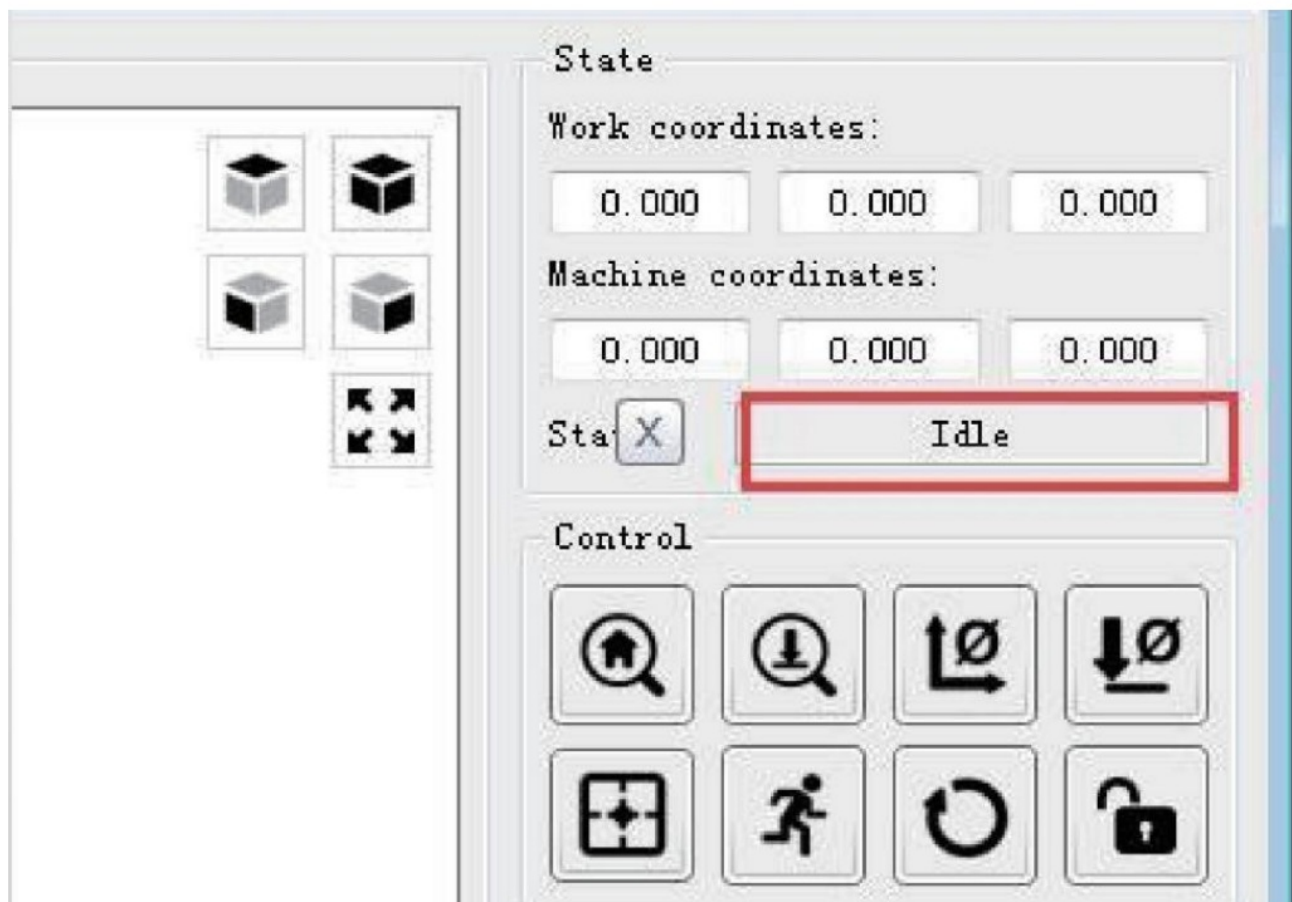 State
Work coordinates:
0.000 0.000 0.000
Machine coordinates:
0.000 0.000 0.000
Sta X Idle
Control